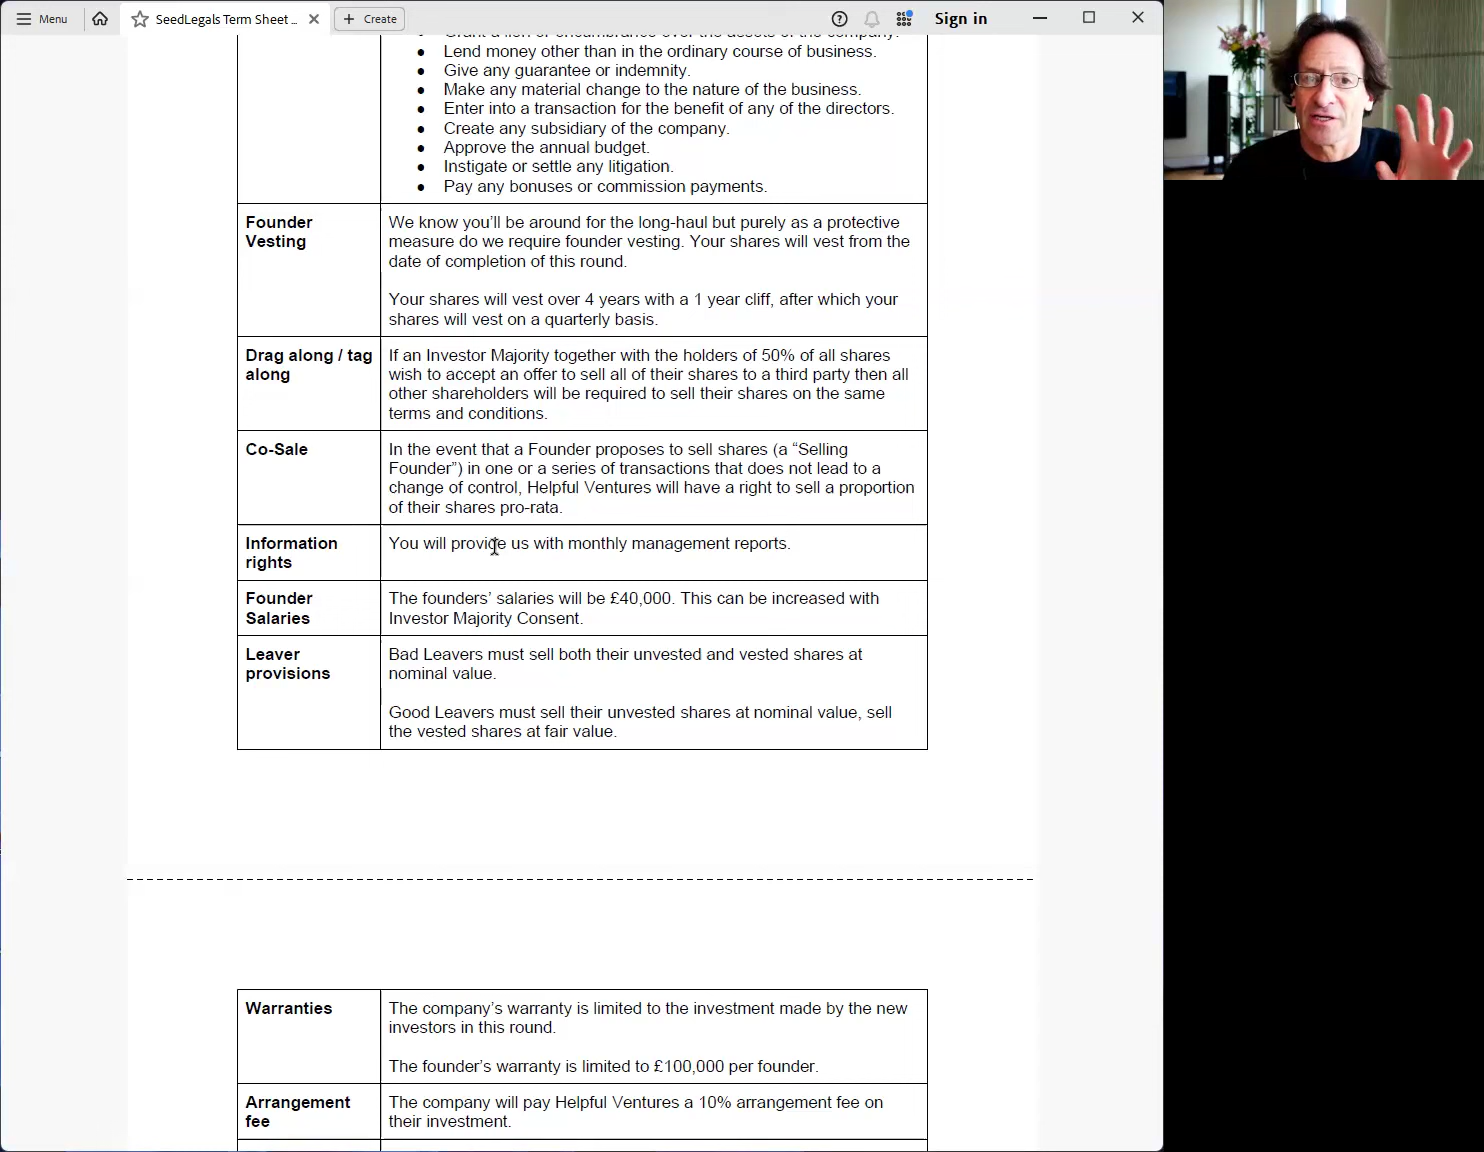 Menu
SeedLegals Term Sheet ...
Create
Sign in
Grant a lien or encumbrance over the assets of the company.
Lend money other than in the ordinary course of business.
Give any guarantee or indemnity.
Make any material change to the nature of the business.
Enter into a transaction for the benefit of any of the directors.
Create any subsidiary of the company.
Approve the annual budget.
Instigate or settle any litigation.
Pay any bonuses or commission payments.
Founder
Vesting
We know you’ll be around for the long-haul but purely as a protective
measure do we require founder vesting. Your shares will vest from the
date of completion of this round.
Your shares will vest over 4 years with a 1 year cliff, after which your
shares will vest on a quarterly basis.
Drag along / tag
along
If an Investor Majority together with the holders of 50% of all shares
wish to accept an offer to sell all of their shares to a third party then all
other shareholders will be required to sell their shares on the same
terms and conditions.
Co-Sale
In the event that a Founder proposes to sell shares (a “Selling
Founder”) in one or a series of transactions that does not lead to a
change of control, Helpful Ventures will have a right to sell a proportion
of their shares pro-rata.
Information
rights
You will provide us with monthly management reports.
Founder
Salaries
The founders’ salaries will be £40,000. This can be increased with
Investor Majority Consent.
Leaver
provisions
Bad Leavers must sell both their unvested and vested shares at
nominal value.
Good Leavers must sell their unvested shares at nominal value, sell
the vested shares at fair value.
Warranties
The company’s warranty is limited to the investment made by the new
investors in this round.
The founder’s warranty is limited to £100,000 per founder.
Arrangement
fee
The company will pay Helpful Ventures a 10% arrangement fee on
their investment.